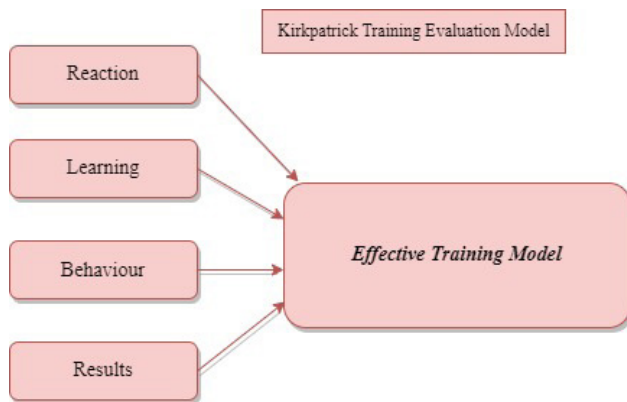 Kirkpatrick Training Evaluation Model
Reaction
Learning
Behaviour
Results
Effective Training Model